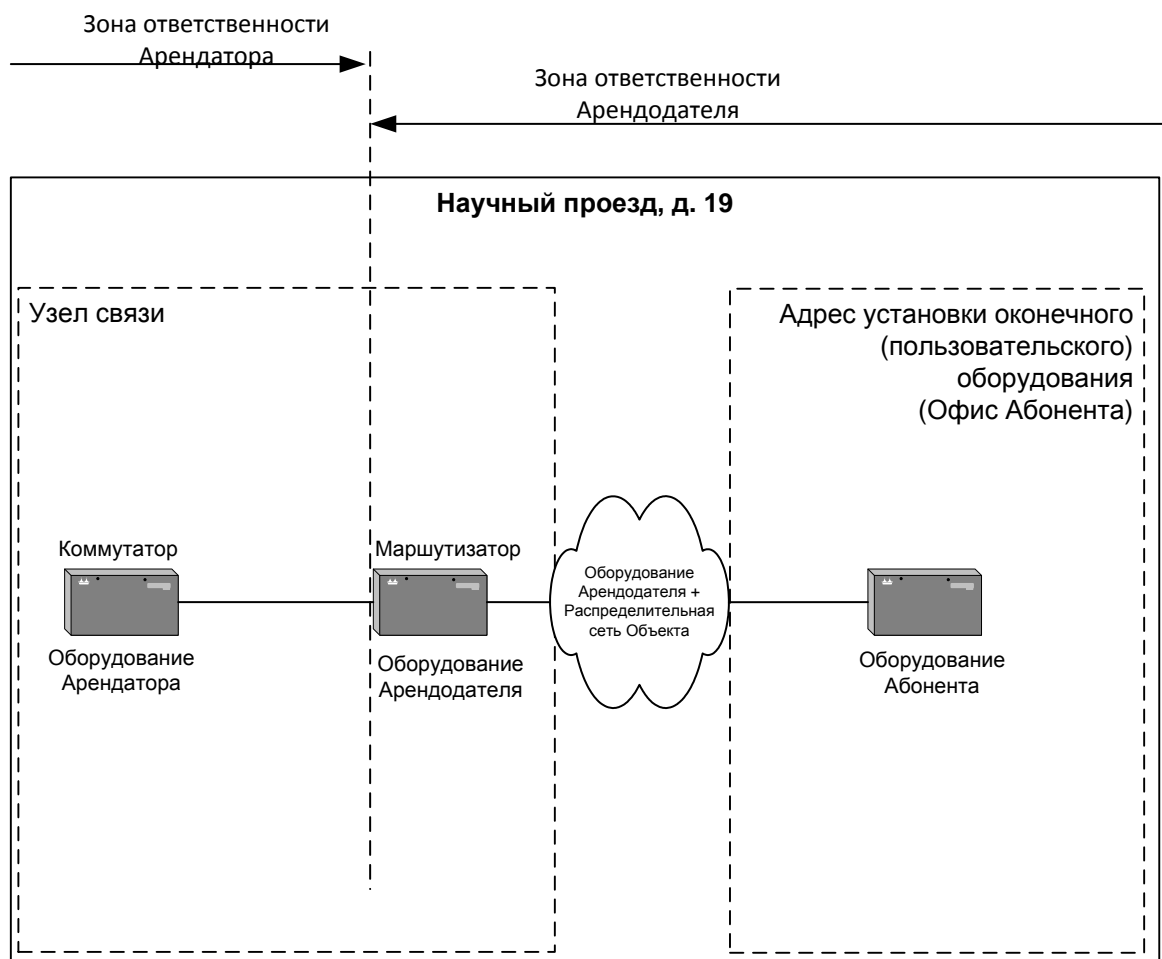 Зона ответственности
Арендатора
Зона ответственности
Арендодателя
Научный проезд, д. 19
Узел связи
Адрес установки оконечного
(пользовательского)
оборудования
(Офис Абонента)
Коммутатор
Маршутизатор
Оборудование
Арендодателя +
Распределительная
сеть Объекта
Оборудование
Арендатора
Оборудование
Арендодателя
Оборудование
Абонента